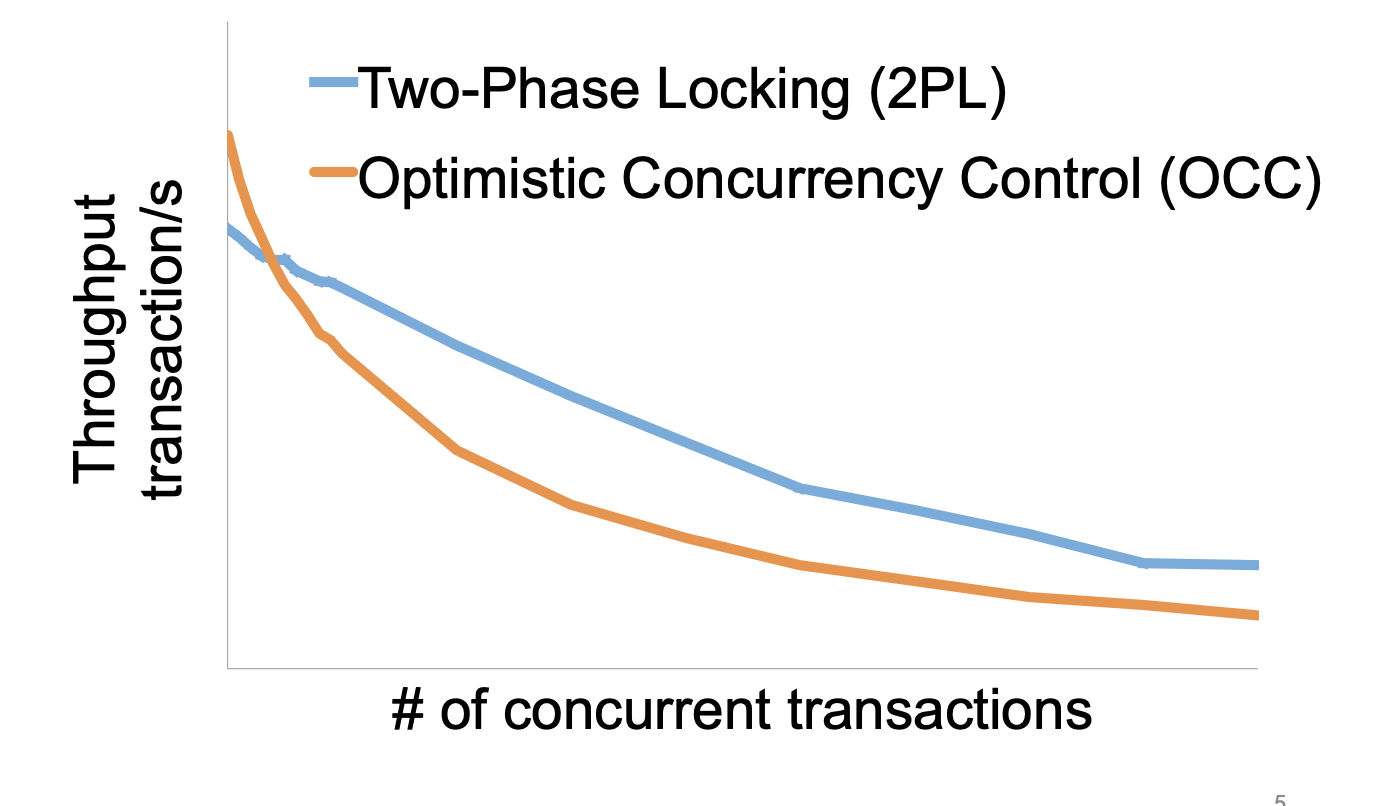 Two-Phase Locking (2PL)
Optimistic Concurrency Control (OCC)
Throughput
transaction/s
# of concurrent transactions
5